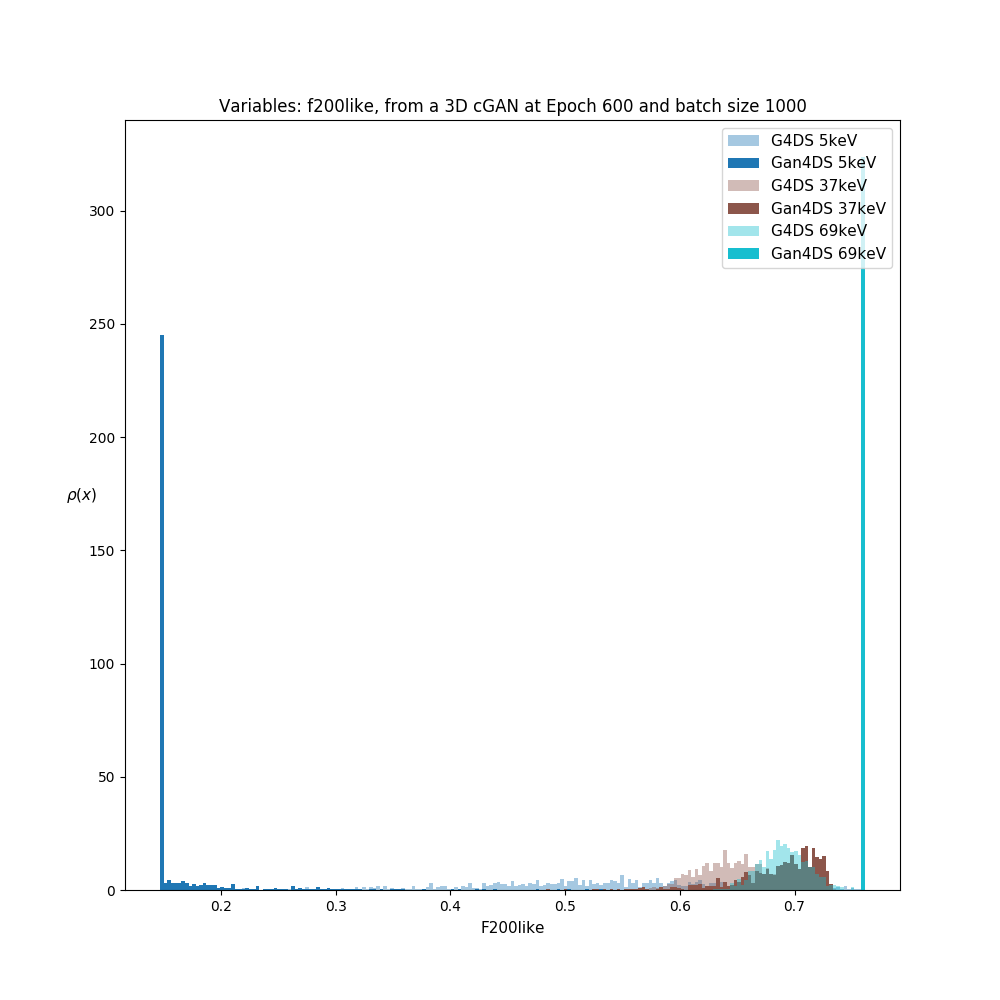 Variables: f200like, from a 3D cGAN at Epoch 600 and batch size 1000
G4DS 5keV
Gan4DS 5keV
G4DS 37keV
Gan4DS 37keV
G4DS 69keV
Gan4DS 69keV
300
250
200
ρ(x)
150
100
50
0
0.2 0.3 0.4 0.5 0.6 0.7
F200like